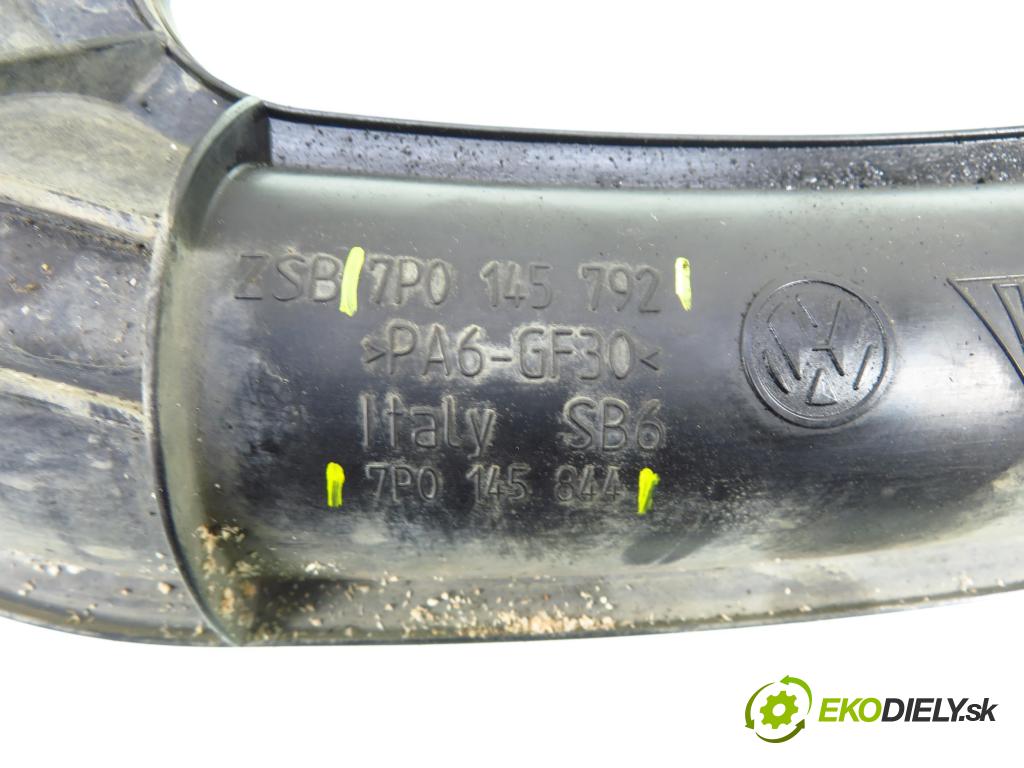 ZSB 7P0 145 792
>PA6-GF30<
Italy SB6
7P0 145 844
EKODIELY.sk